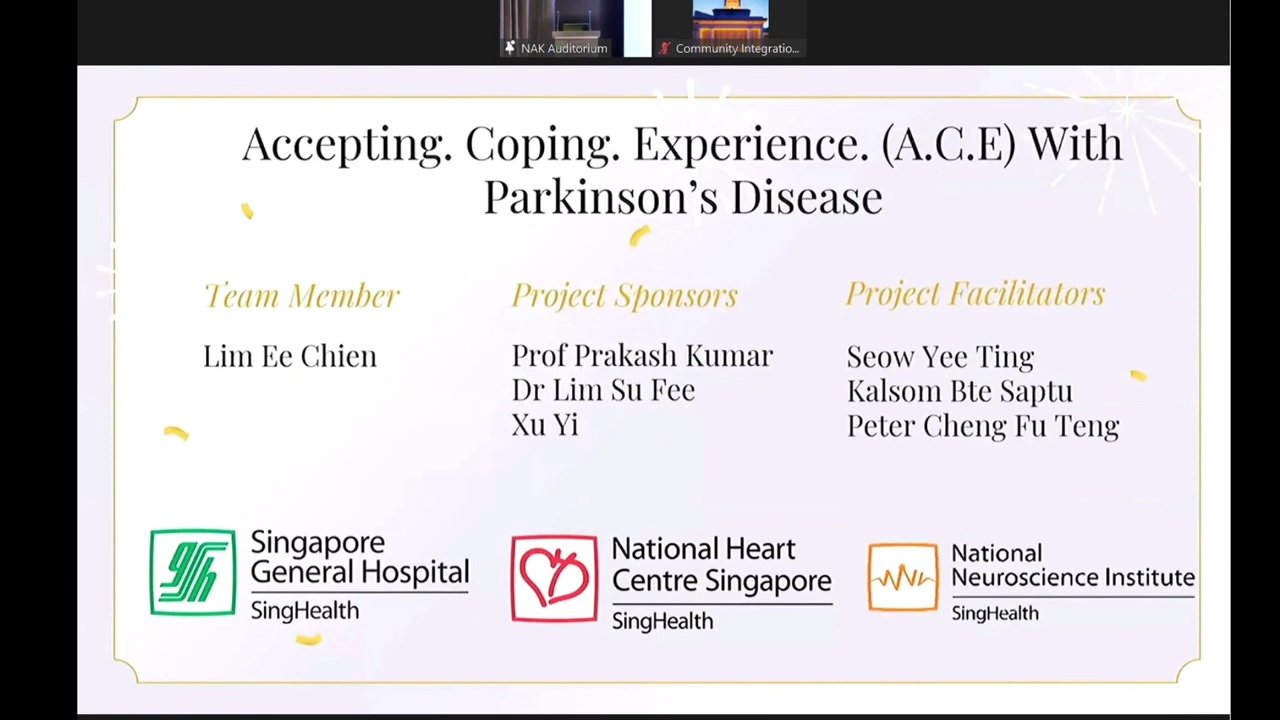 NAK Auditorium
Community Integratio...
Accepting. Coping. Experience. (A.C.E) With
Parkinson's Disease
Team Member
Lim Ee Chien
Project Sponsors
Prof Prakash Kumar
Dr Lim Su Fee
Xu Yi
Project Facilitators
Seow Yee Ting
Kalsom Bte Saptu
Peter Cheng Fu Teng
Singapore
General Hospital
SingHealth
National Heart
Centre Singapore
SingHealth
National
Neuroscience Institute
SingHealth